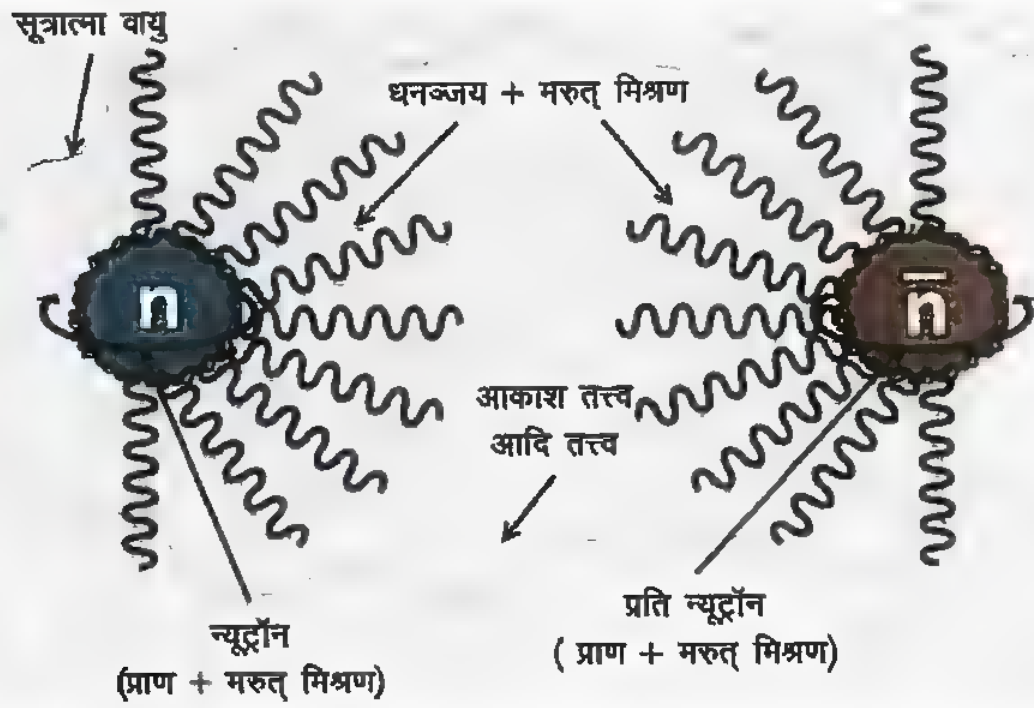 सूत्रात्मा वायु
धनञ्जय + मरुत् मिश्रण
n
n̄
आकाश तत्त्व
आदि तत्त्व
न्यूट्रॉन
(प्राण + मरुत् मिश्रण)
प्रति न्यूट्रॉन
( प्राण + मरुत् मिश्रण)